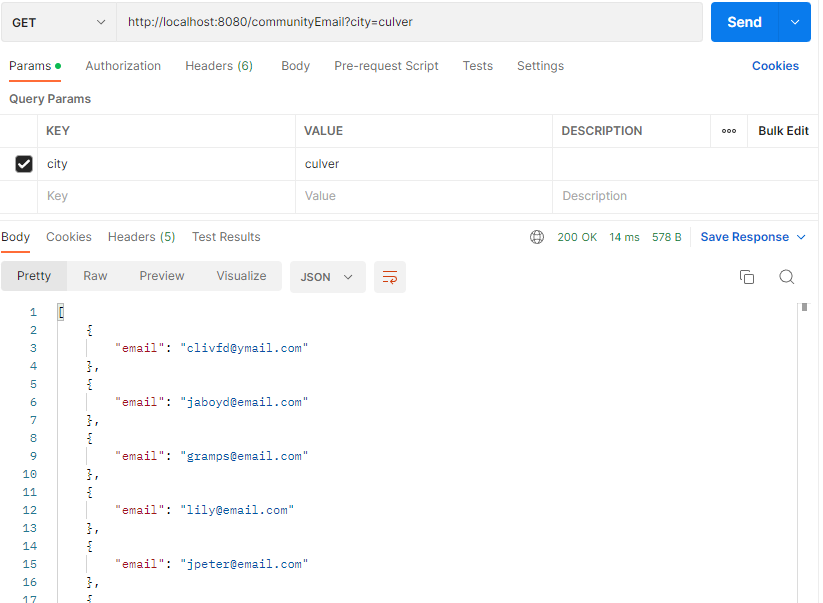 GET http://localhost:8080/communityEmail?city=culver Send
Params Authorization Headers (6) Body Pre-request Script Tests Settings Cookies
Query Params
KEY VALUE DESCRIPTION ooo Bulk Edit
city culver
Key Value Description
Body Cookies Headers (5) Test Results 200 OK 14 ms 578 B Save Response
Pretty Raw Preview Visualize JSON
1 [
2 {
3 "email": "clivfd@ymail.com"
4 },
5 {
6 "email": "jaboyd@email.com"
7 },
8 {
9 "email": "gramps@email.com"
10 },
11 {
12 "email": "lily@email.com"
13 },
14 {
15 "email": "jpeter@email.com"
16 },
17 {